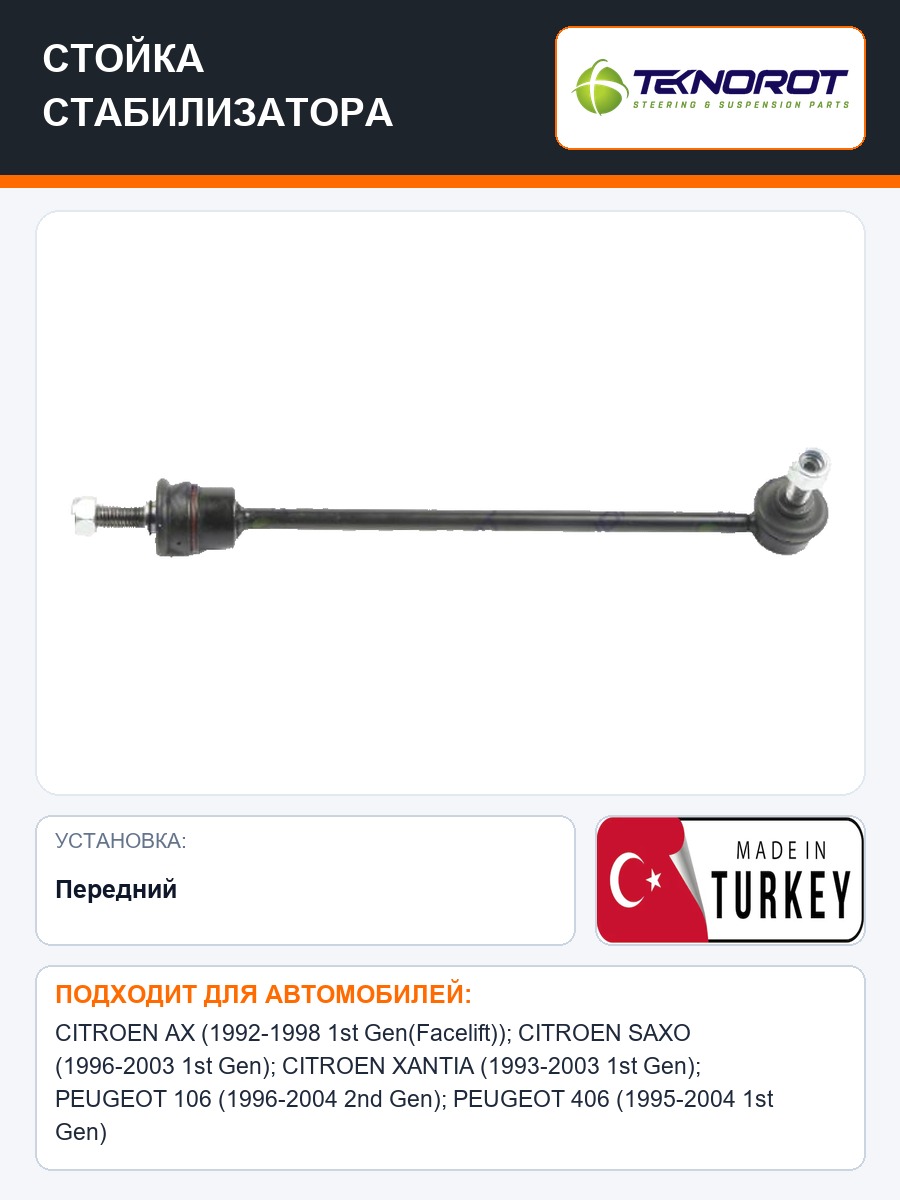 СТОЙКА
СТАБИЛИЗАТОРА
TEKNOROT
STEERING & SUSPENSION PARTS
УСТАНОВКА:
Передний
MADE IN
TURKEY
ПОДХОДИТ ДЛЯ АВТОМОБИЛЕЙ:
CITROEN AX (1992-1998 1st Gen(Facelift)); CITROEN SAXO
(1996-2003 1st Gen); CITROEN XANTIA (1993-2003 1st Gen);
PEUGEOT 106 (1996-2004 2nd Gen); PEUGEOT 406 (1995-2004 1st
Gen)